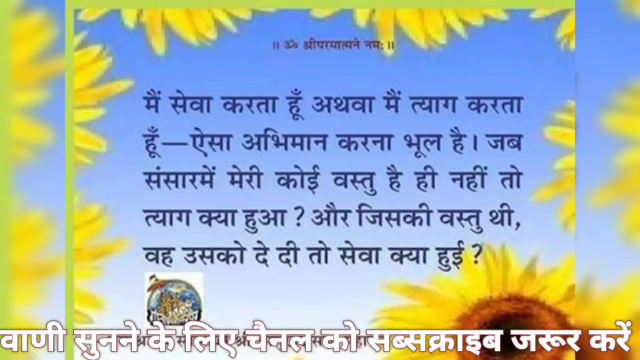 ॥ ॐ श्रीपरमात्मने नमः ॥
मैं सेवा करता हूँ अथवा मैं त्याग करता
हूँ—ऐसा अभिमान करना भूल है। जब
संसारमें मेरी कोई वस्तु है ही नहीं तो
त्याग क्या हुआ ? और जिसकी वस्तु थी,
वह उसको दे दी तो सेवा क्या हुई ?
वाणी सुनने के लिए चैनल को सब्सक्राइब जरूर करें